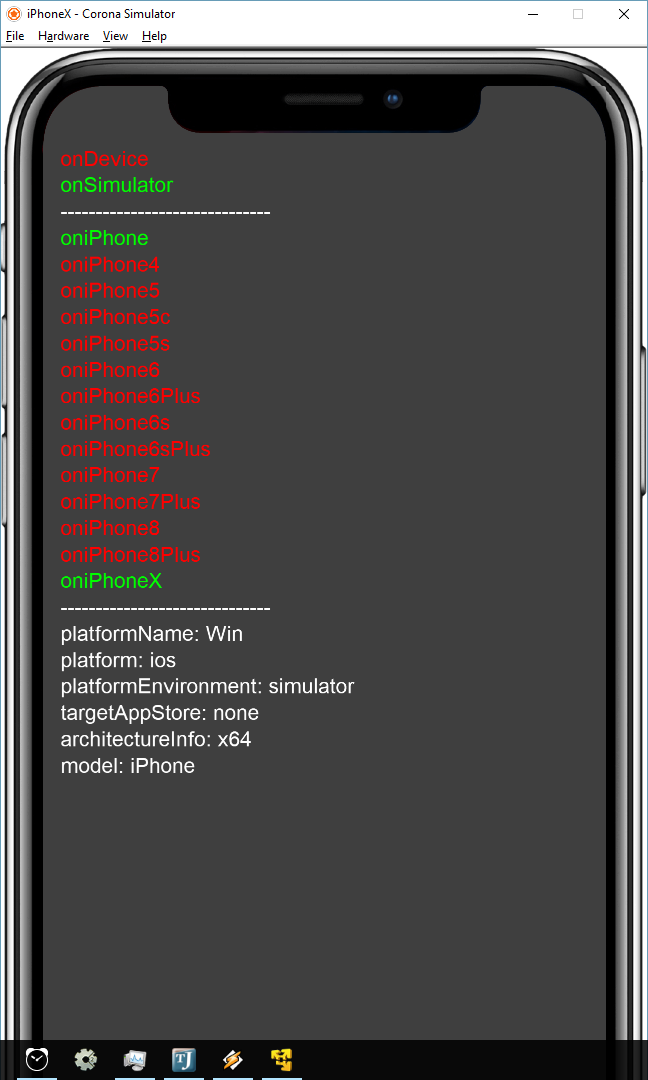 iPhoneX - Corona Simulator
File Hardware View Help
onDevice
onSimulator
------------------------------
oniPhone
oniPhone4
oniPhone5
oniPhone5c
oniPhone5s
oniPhone6
oniPhone6Plus
oniPhone6s
oniPhone6sPlus
oniPhone7
oniPhone7Plus
oniPhone8
oniPhone8Plus
oniPhoneX
------------------------------
platformName: Win
platform: ios
platformEnvironment: simulator
targetAppStore: none
architectureInfo: x64
model: iPhone
TJ